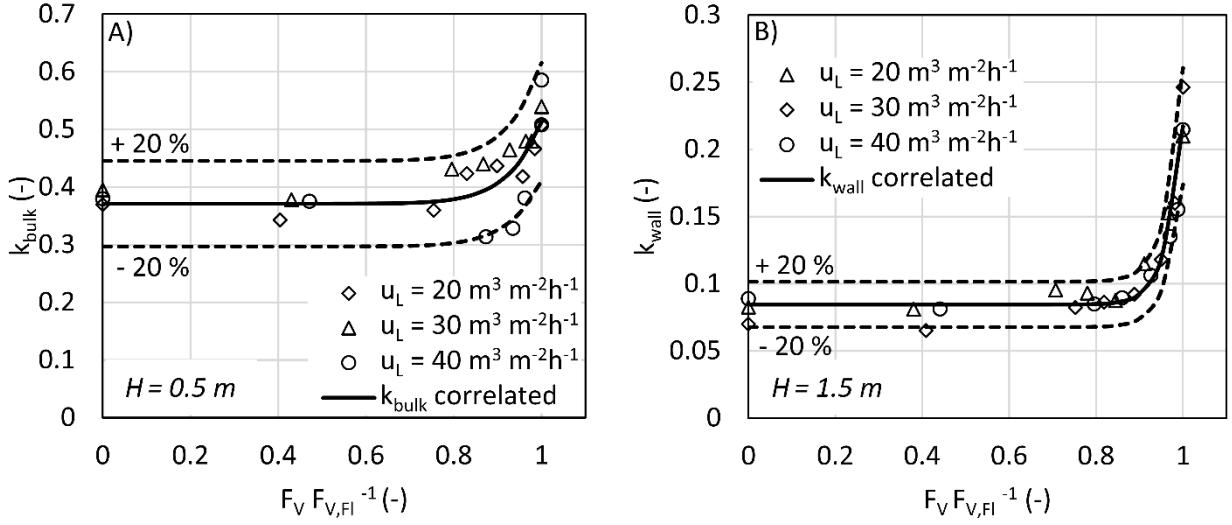 A)
0.7
0.6
0.5
0.4
0.3
0.2
0.1
0
k_bulk (-)
+ 20 %
- 20 %
u_L = 20 m³ m⁻²h⁻¹
u_L = 30 m³ m⁻²h⁻¹
u_L = 40 m³ m⁻²h⁻¹
k_bulk correlated
H = 0.5 m
0 0.2 0.4 0.6 0.8 1
F_V F_V,Fl ⁻¹ (-)
B)
0.3
0.25
0.2
0.15
0.1
0.05
0
k_wall (-)
u_L = 20 m³ m⁻²h⁻¹
u_L = 30 m³ m⁻²h⁻¹
u_L = 40 m³ m⁻²h⁻¹
k_wall correlated
+ 20 %
- 20 %
H = 1.5 m
0 0.2 0.4 0.6 0.8 1
F_V F_V,Fl ⁻¹ (-)